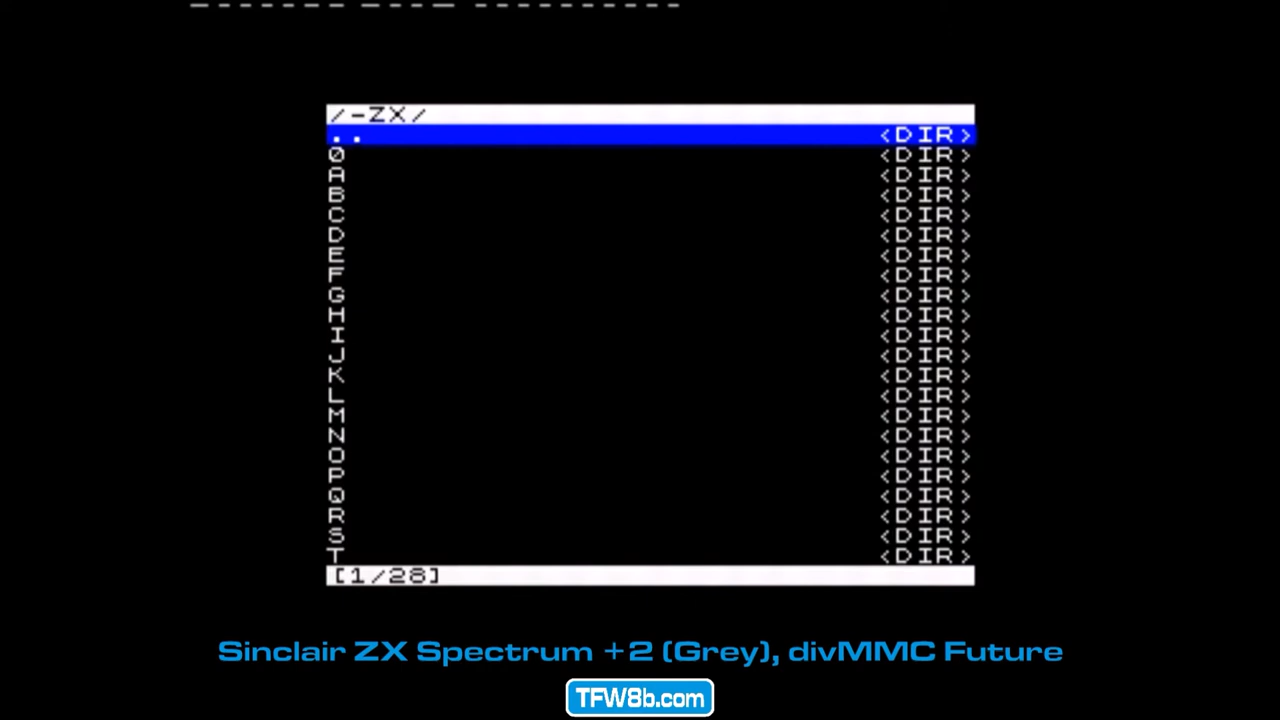 /-ZX/
.. <DIR>
0 <DIR>
A <DIR>
B <DIR>
C <DIR>
D <DIR>
E <DIR>
F <DIR>
G <DIR>
H <DIR>
I <DIR>
J <DIR>
K <DIR>
L <DIR>
M <DIR>
N <DIR>
O <DIR>
P <DIR>
Q <DIR>
R <DIR>
S <DIR>
T <DIR>
[1/28]
Sinclair ZX Spectrum +2 (Grey), divMMC Future
TFW8b.com